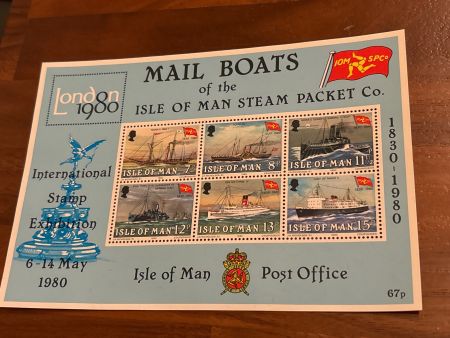 London
1980
MAIL BOATS
of the
ISLE OF MAN STEAM PACKET Co.
IOM SPCo
1830-1980
International
Stamp
Exhibition
6-14 May
1980
ISLE OF MAN 7p
ISLE OF MAN 8p
ISLE OF MAN 11½p
ISLE OF MAN 12p
ISLE OF MAN 13p
ISLE OF MAN 15p
Isle of Man Post Office
67p